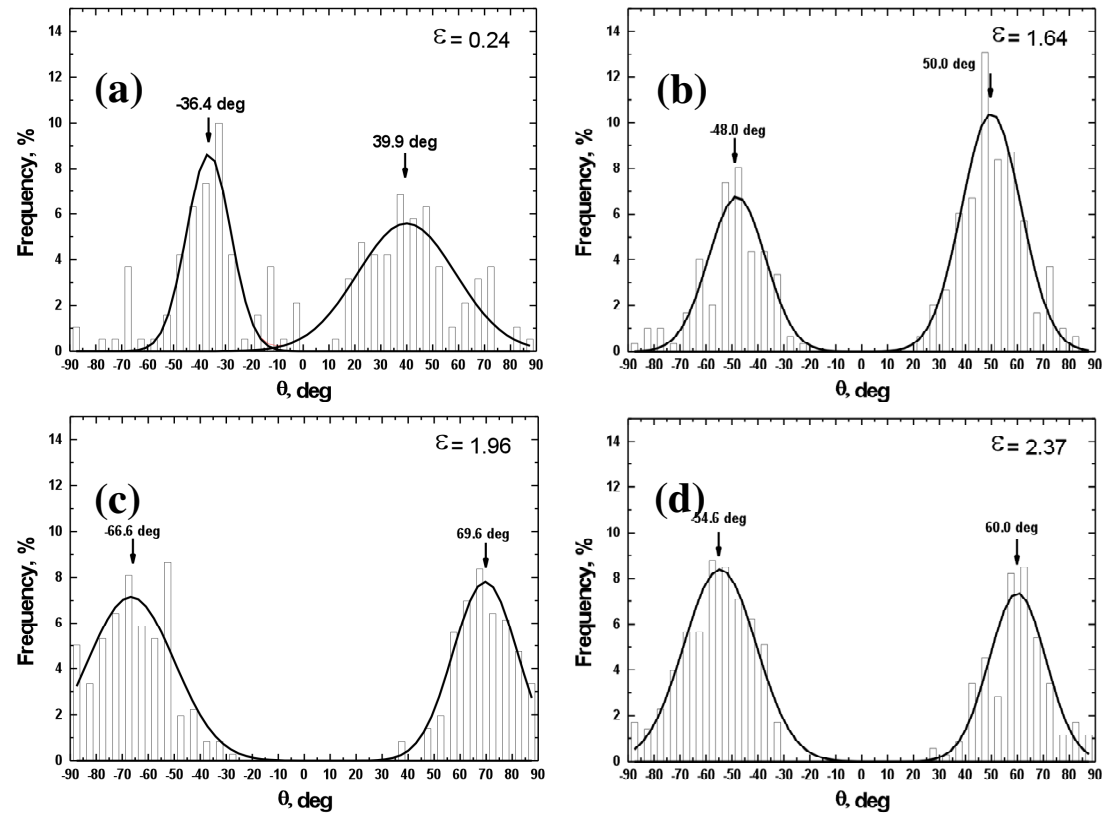 ε = 0.24
(a)
-36.4 deg
39.9 deg
Frequency, %
14
12
10
8
6
4
2
0
-90 -80 -70 -60 -50 -40 -30 -20 -10 0 10 20 30 40 50 60 70 80 90
θ, deg
ε = 1.64
(b)
50.0 deg
-48.0 deg
Frequency, %
14
12
10
8
6
4
2
0
-90 -80 -70 -60 -50 -40 -30 -20 -10 0 10 20 30 40 50 60 70 80 90
θ, deg
ε = 1.96
(c)
-66.6 deg
69.6 deg
Frequency, %
14
12
10
8
6
4
2
0
-90 -80 -70 -60 -50 -40 -30 -20 -10 0 10 20 30 40 50 60 70 80 90
θ, deg
ε = 2.37
(d)
-54.6 deg
60.0 deg
Frequency, %
14
12
10
8
6
4
2
0
-90 -80 -70 -60 -50 -40 -30 -20 -10 0 10 20 30 40 50 60 70 80 90
θ, deg